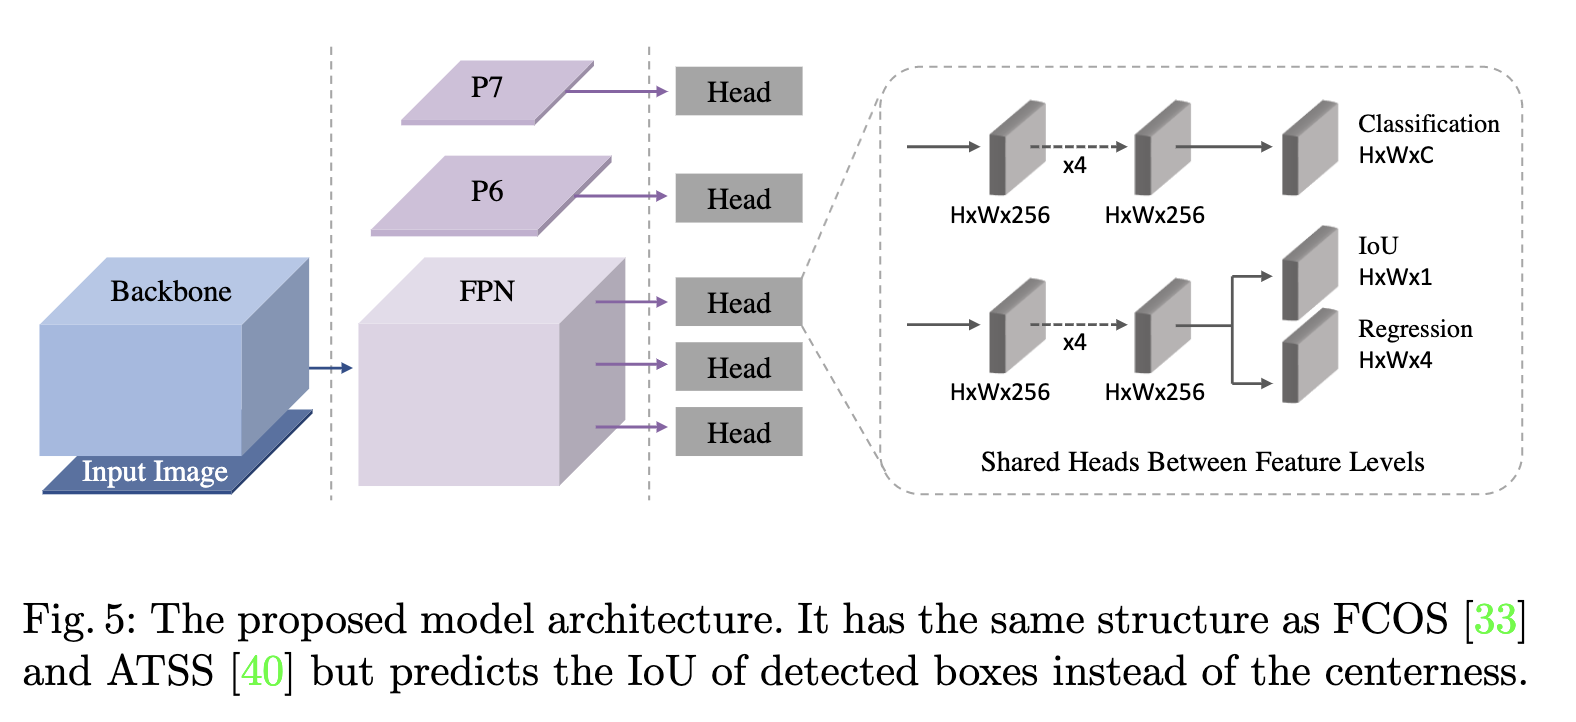 P7
Head
P6
Head
Backbone
FPN
Head
Head
Head
Input Image
x4
HxWx256
HxWx256
Classification
HxWxC
x4
HxWx256
HxWx256
IoU
HxWx1
Regression
HxWx4
Shared Heads Between Feature Levels
Fig. 5: The proposed model architecture. It has the same structure as FCOS [33]
and ATSS [40] but predicts the IoU of detected boxes instead of the centerness.